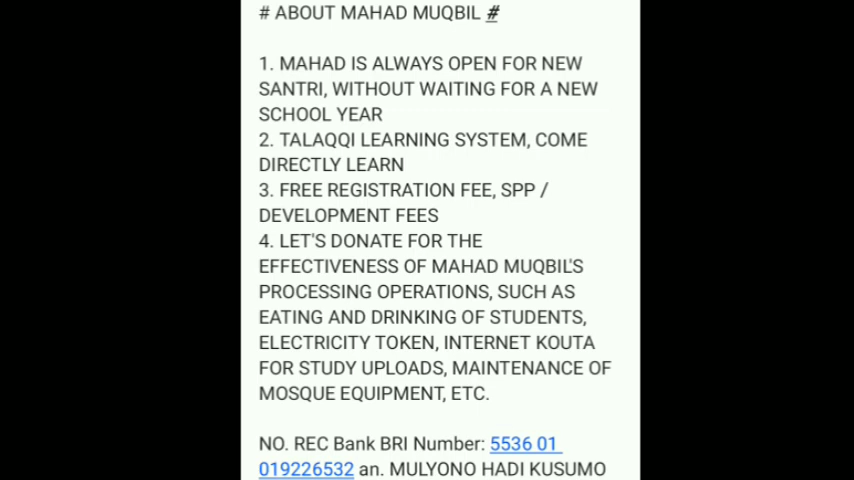 # ABOUT MAHAD MUQBIL #
1. MAHAD IS ALWAYS OPEN FOR NEW
SANTRI, WITHOUT WAITING FOR A NEW
SCHOOL YEAR
2. TALAQQI LEARNING SYSTEM, COME
DIRECTLY LEARN
3. FREE REGISTRATION FEE, SPP /
DEVELOPMENT FEES
4. LET'S DONATE FOR THE
EFFECTIVENESS OF MAHAD MUQBIL'S
PROCESSING OPERATIONS, SUCH AS
EATING AND DRINKING OF STUDENTS,
ELECTRICITY TOKEN, INTERNET KOUTA
FOR STUDY UPLOADS, MAINTENANCE OF
MOSQUE EQUIPMENT, ETC.
NO. REC Bank BRI Number: 5536 01
019226532 an. MULYONO HADI KUSUMO